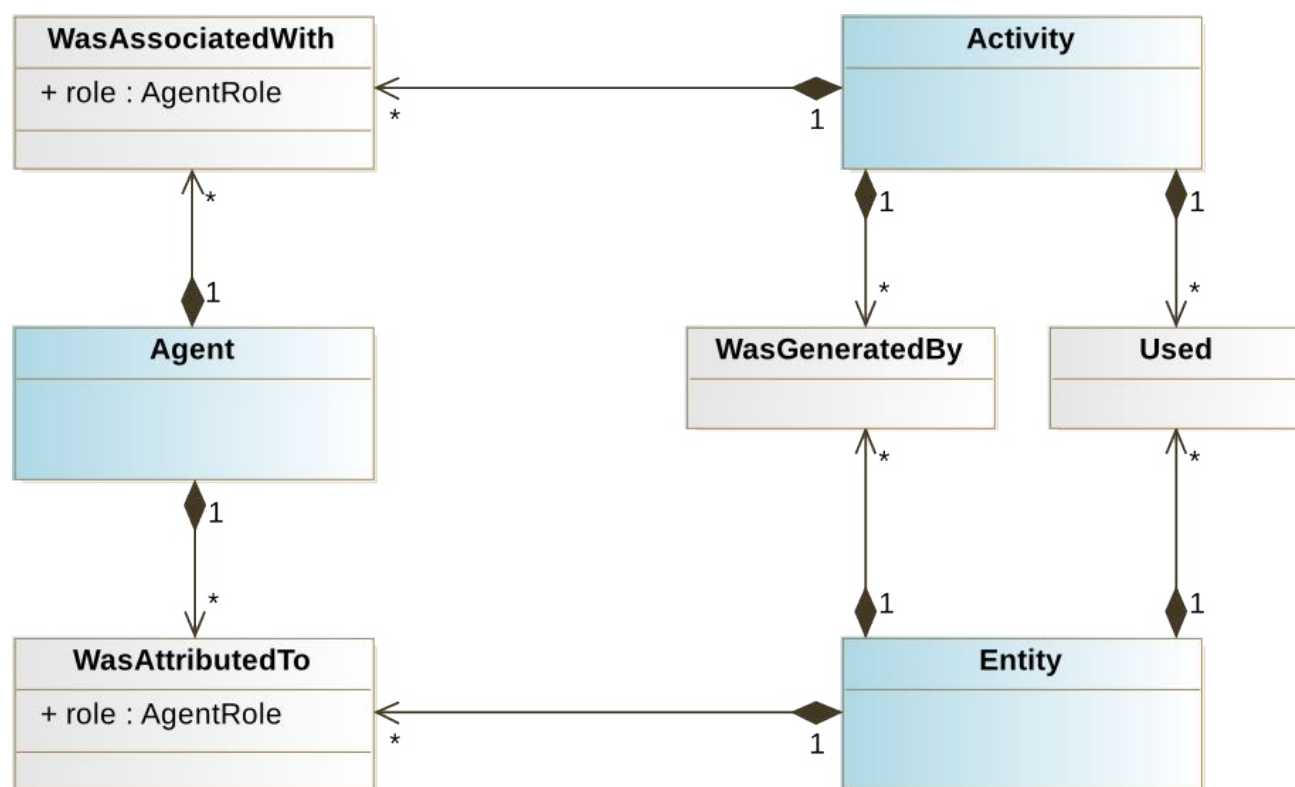 WasAssociatedWith
+ role : AgentRole
Activity
*
1
*
1
1
1
*
*
Agent
WasGeneratedBy
Used
1
*
*
*
1
1
WasAttributedTo
+ role : AgentRole
Entity
*
1